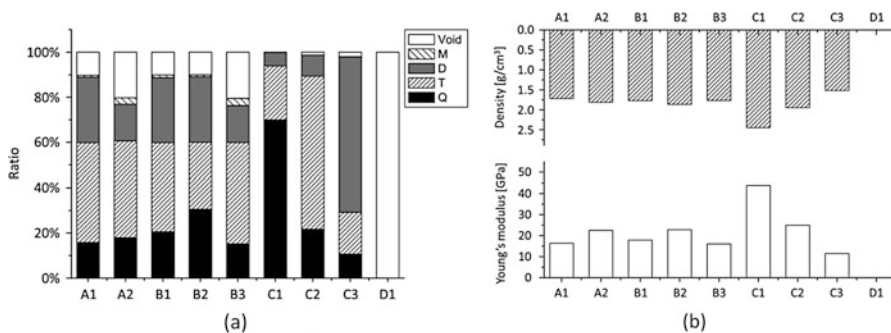 Void
M
D
T
Q
100%
80%
60%
40%
20%
0%
Ratio
A1 A2 B1 B2 B3 C1 C2 C3 D1
(a)
A1 A2 B1 B2 B3 C1 C2 C3 D1
0.0
0.5
1.0
1.5
2.0
2.5
Density [g/cm³]
50
40
30
20
10
0
Young's modulus [GPa]
A1 A2 B1 B2 B3 C1 C2 C3 D1
(b)